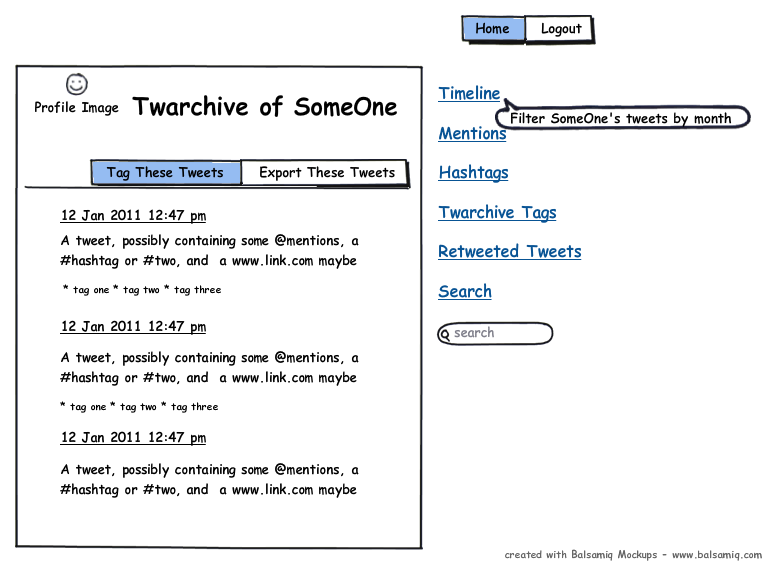 Home Logout
Profile Image Twarchive of SomeOne
Tag These Tweets Export These Tweets
12 Jan 2011 12:47 pm
A tweet, possibly containing some @mentions, a
#hashtag or #two, and a www.link.com maybe
* tag one * tag two * tag three
12 Jan 2011 12:47 pm
A tweet, possibly containing some @mentions, a
#hashtag or #two, and a www.link.com maybe
* tag one * tag two * tag three
12 Jan 2011 12:47 pm
A tweet, possibly containing some @mentions, a
#hashtag or #two, and a www.link.com maybe
Timeline
Filter SomeOne's tweets by month
Mentions
Hashtags
Twarchive Tags
Retweeted Tweets
Search
search
created with Balsamiq Mockups - www.balsamiq.com